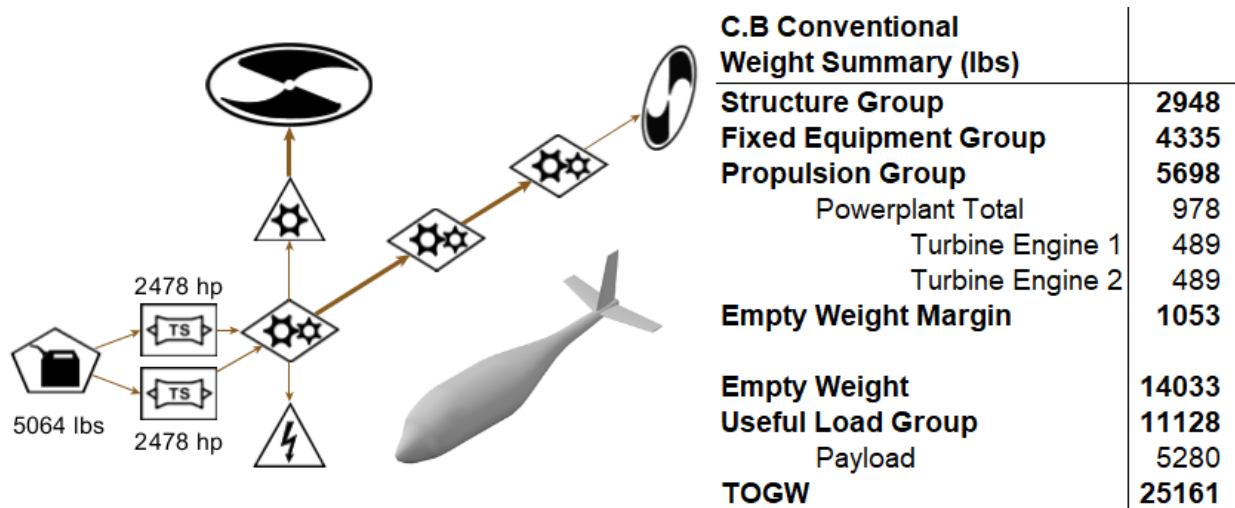 2478 hp
TS
TS
5064 lbs
2478 hp
C.B Conventional
Weight Summary (lbs)
Structure Group 2948
Fixed Equipment Group 4335
Propulsion Group 5698
Powerplant Total 978
Turbine Engine 1 489
Turbine Engine 2 489
Empty Weight Margin 1053
Empty Weight 14033
Useful Load Group 11128
Payload 5280
TOGW 25161